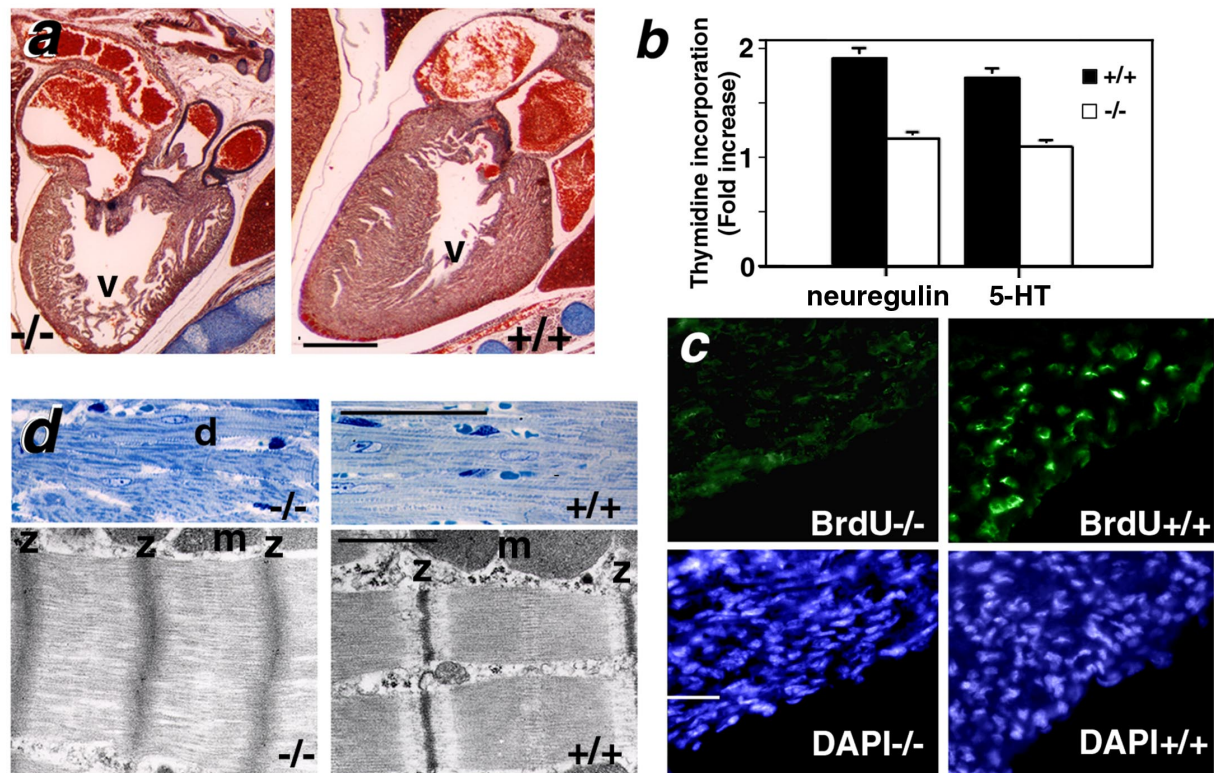 a
v
-/-
v
+/+
b
Thymidine incorporation
(Fold increase)
2
1
0
+/+
-/-
neuregulin 5-HT
c
BrdU-/-
BrdU+/+
DAPI-/-
DAPI+/+
d
d
-/-
+/+
z z m z
-/-
m
z z
+/+